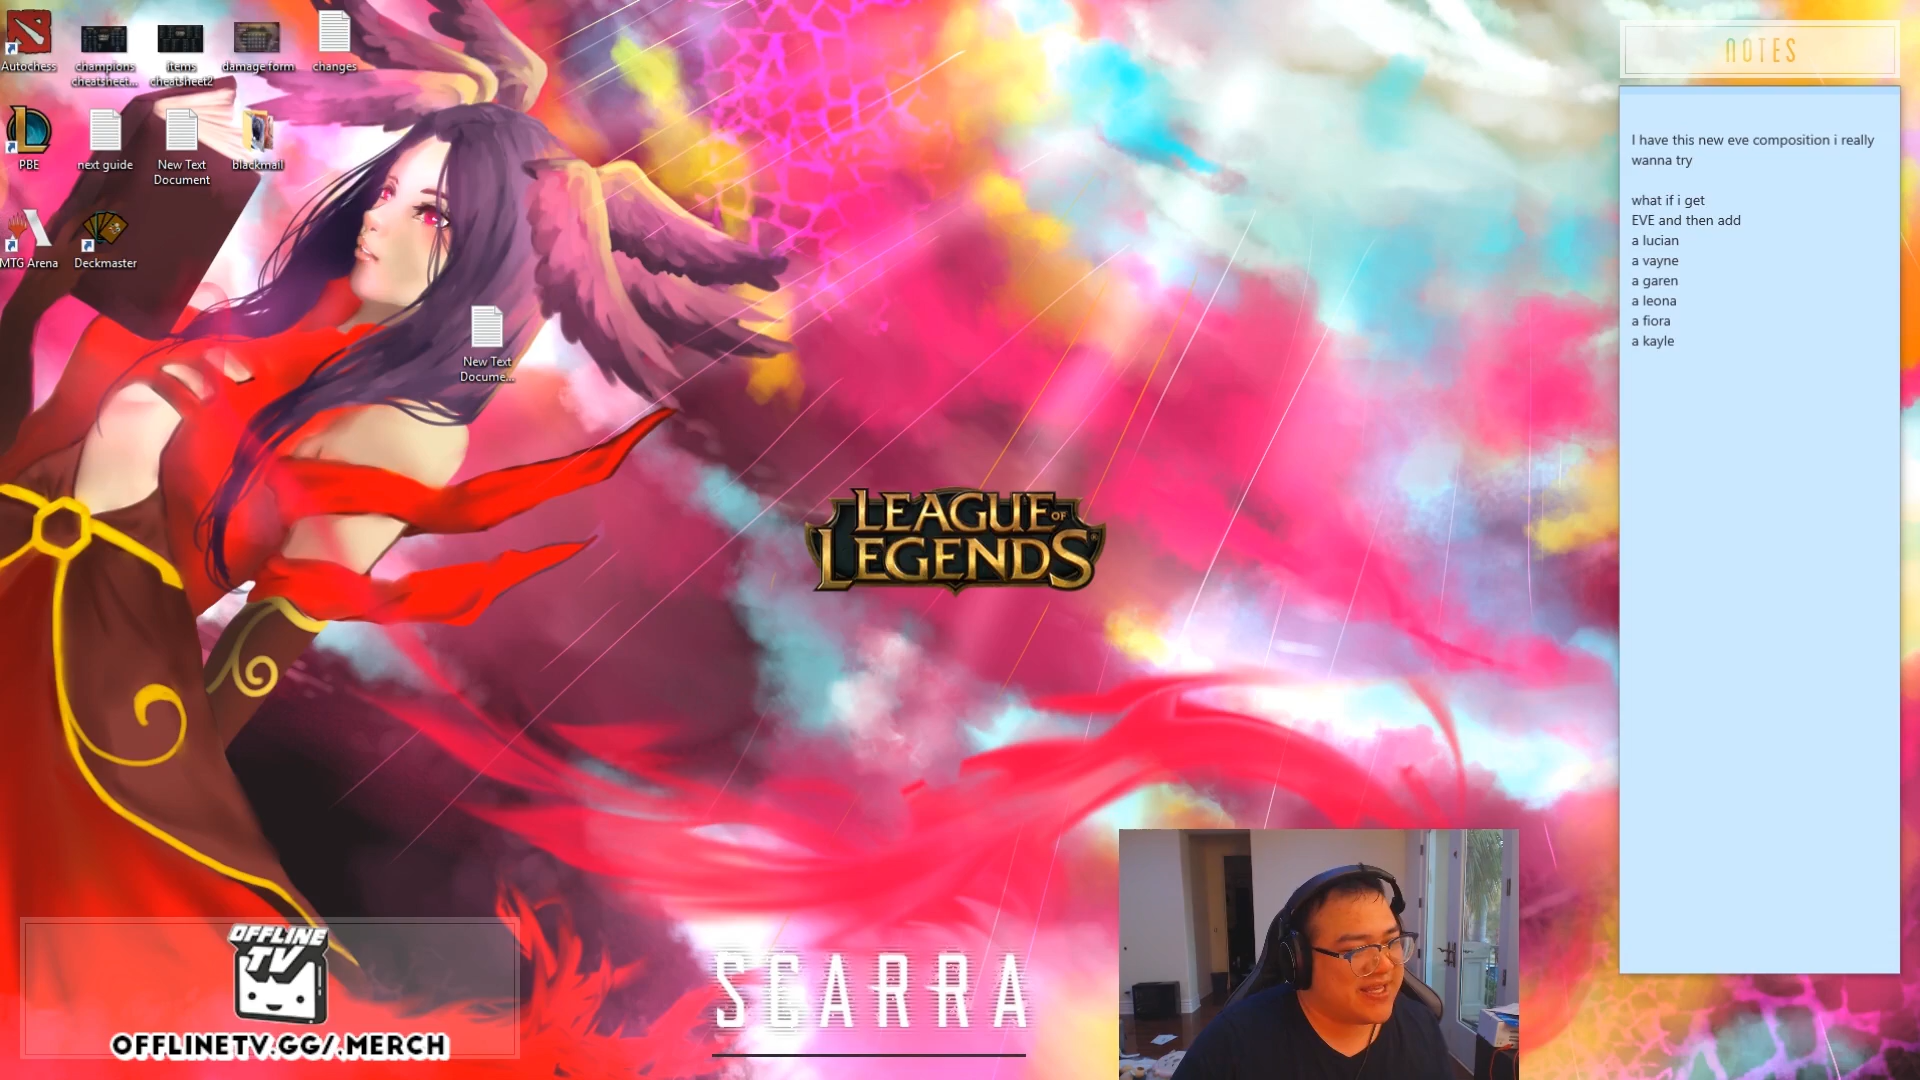 Autochess
champions
cheatsheet...
items
cheatsheet2
damage form
changes
PBE
next guide
New Text
Document
blackmail
MTG Arena
Deckmaster
New Text
Docume...
NOTES
I have this new eve composition i really
wanna try
what if i get
EVE and then add
a lucian
a vayne
a garen
a leona
a fiora
a kayle
LEAGUE OF
LEGENDS
OFFLINE
TV
OFFLINETV.GG/.MERCH
SCARRA